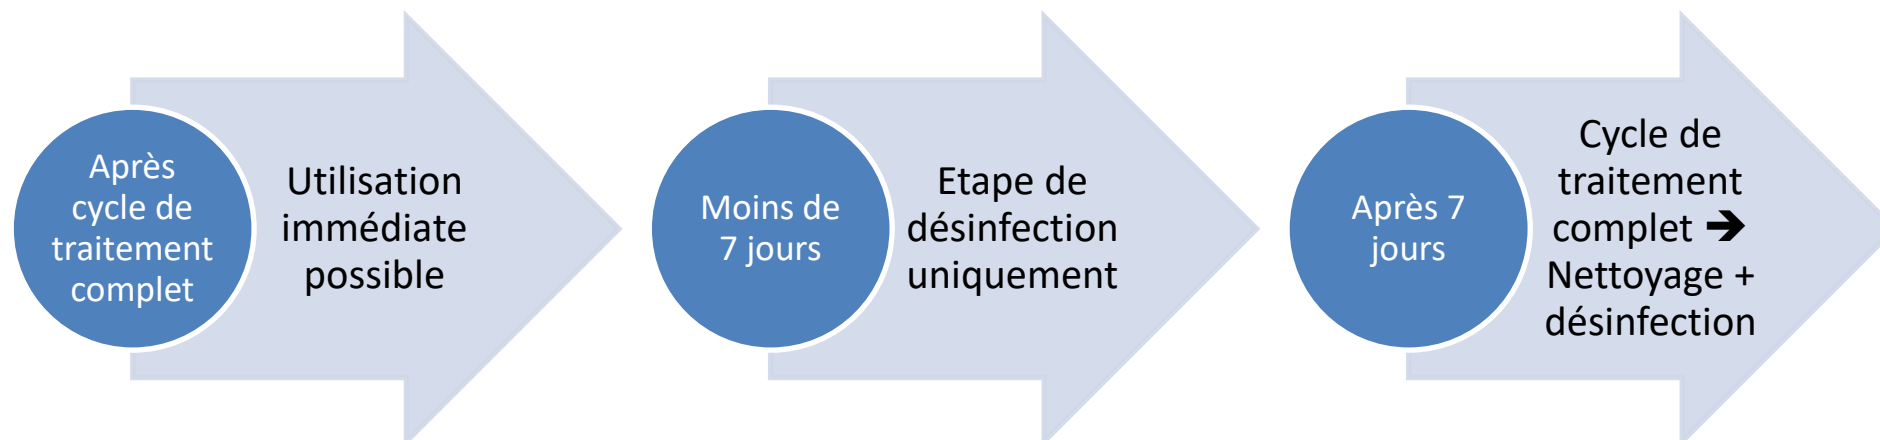 Après
cycle de
traitement
complet
Utilisation
immédiate
possible
Moins de
7 jours
Etape de
désinfection
uniquement
Après 7
jours
Cycle de
traitement
complet ➔
Nettoyage +
désinfection